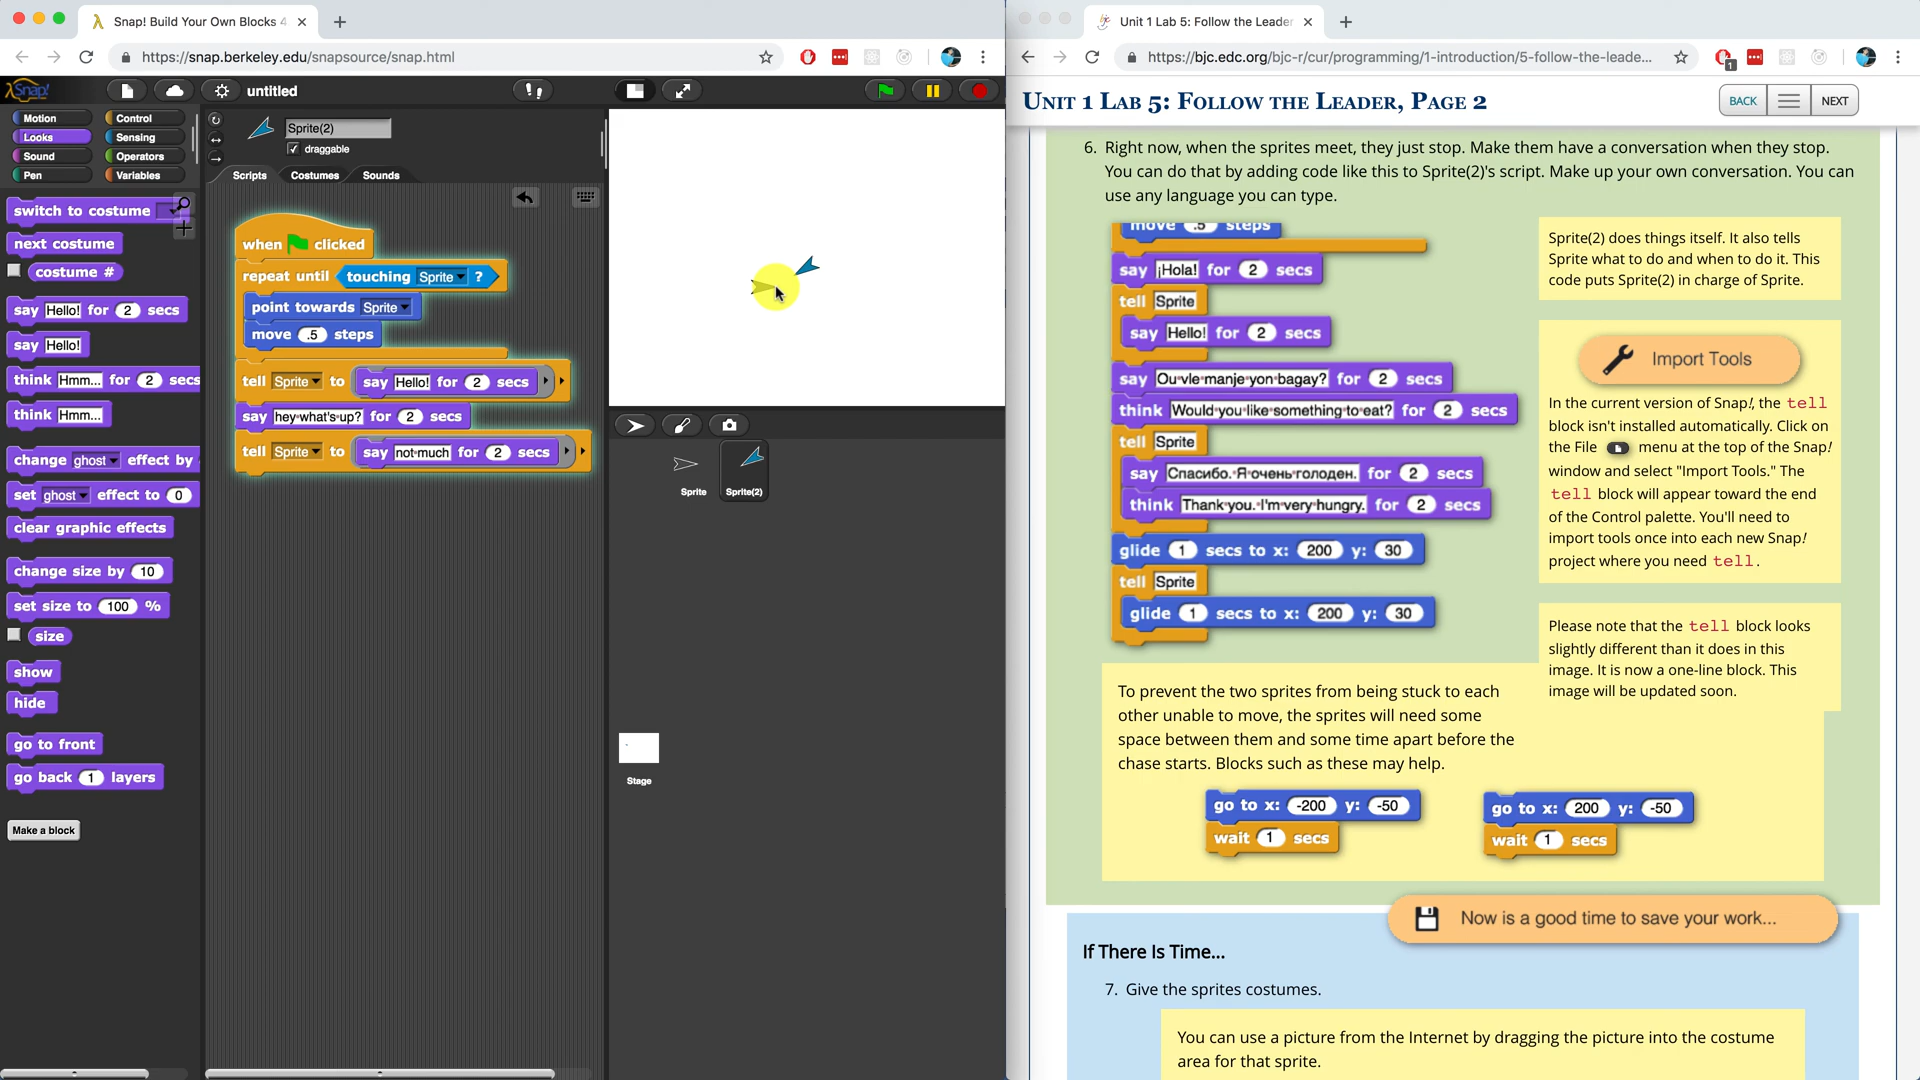 Snap! Build Your Own Blocks 4
https://snap.berkeley.edu/snapsource/snap.html
Snap!
untitled
Motion
Control
Looks
Sensing
Sound
Operators
Pen
Variables
Sprite(2)
draggable
Scripts
Costumes
Sounds
switch to costume
next costume
costume #
say Hello! for 2 secs
say Hello!
think Hmm... for 2 secs
think Hmm...
change ghost effect by
set ghost effect to 0
clear graphic effects
change size by 10
set size to 100 %
size
show
hide
go to front
go back 1 layers
Make a block
when clicked
repeat until touching Sprite ?
point towards Sprite
move .5 steps
tell Sprite to say Hello! for 2 secs
say hey what's up? for 2 secs
tell Sprite to say not much for 2 secs
Sprite
Sprite(2)
Stage
Unit 1 Lab 5: Follow the Leader
https://bjc.edc.org/bjc-r/cur/programming/1-introduction/5-follow-the-leade...
1
Unit 1 Lab 5: Follow the Leader, Page 2
BACK
NEXT
6. Right now, when the sprites meet, they just stop. Make them have a conversation when they stop.
You can do that by adding code like this to Sprite(2)'s script. Make up your own conversation. You can
use any language you can type.
move .5 steps
say ¡Hola! for 2 secs
tell Sprite
say Hello! for 2 secs
say Ou vle manje yon bagay? for 2 secs
think Would you like something to eat? for 2 secs
tell Sprite
say Спасибо. Я очень голоден. for 2 secs
think Thank you. I'm very hungry. for 2 secs
glide 1 secs to x: 200 y: 30
tell Sprite
glide 1 secs to x: 200 y: 30
Sprite(2) does things itself. It also tells
Sprite what to do and when to do it. This
code puts Sprite(2) in charge of Sprite.
Import Tools
In the current version of Snap!, the tell
block isn't installed automatically. Click on
the File menu at the top of the Snap!
window and select "Import Tools." The
tell block will appear toward the end
of the Control palette. You'll need to
import tools once into each new Snap!
project where you need tell.
Please note that the tell block looks
slightly different than it does in this
image. It is now a one-line block. This
image will be updated soon.
To prevent the two sprites from being stuck to each
other unable to move, the sprites will need some
space between them and some time apart before the
chase starts. Blocks such as these may help.
go to x: -200 y: -50
wait 1 secs
go to x: 200 y: -50
wait 1 secs
Now is a good time to save your work...
If There Is Time...
7. Give the sprites costumes.
You can use a picture from the Internet by dragging the picture into the costume
area for that sprite.